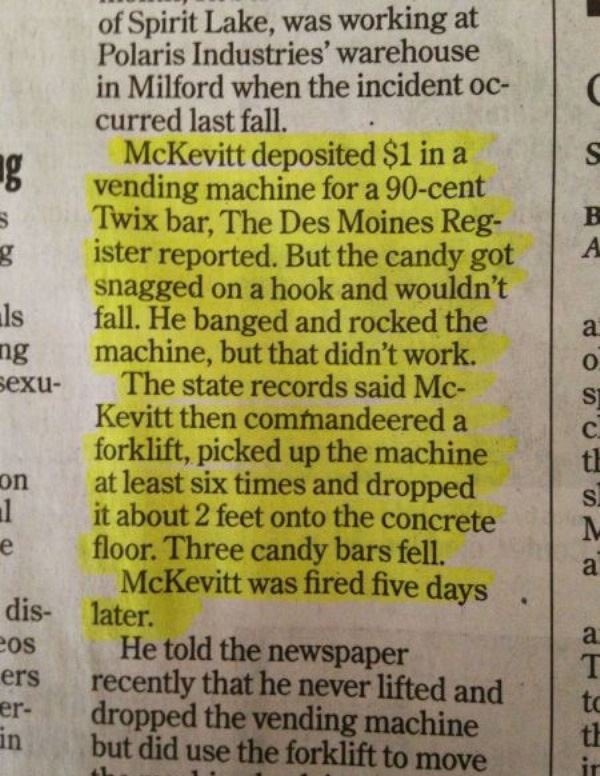 of Spirit Lake, was working at
Polaris Industries' warehouse
in Milford when the incident oc-
curred last fall.
McKevitt deposited $1 in a
vending machine for a 90-cent
Twix bar, The Des Moines Reg-
ister reported. But the candy got
snagged on a hook and wouldn't
fall. He banged and rocked the
machine, but that didn't work.
The state records said Mc-
Kevitt then commandeered a
forklift, picked up the machine
at least six times and dropped
it about 2 feet onto the concrete
floor. Three candy bars fell.
McKevitt was fired five days
later.
He told the newspaper
recently that he never lifted and
dropped the vending machine
but did use the forklift to move